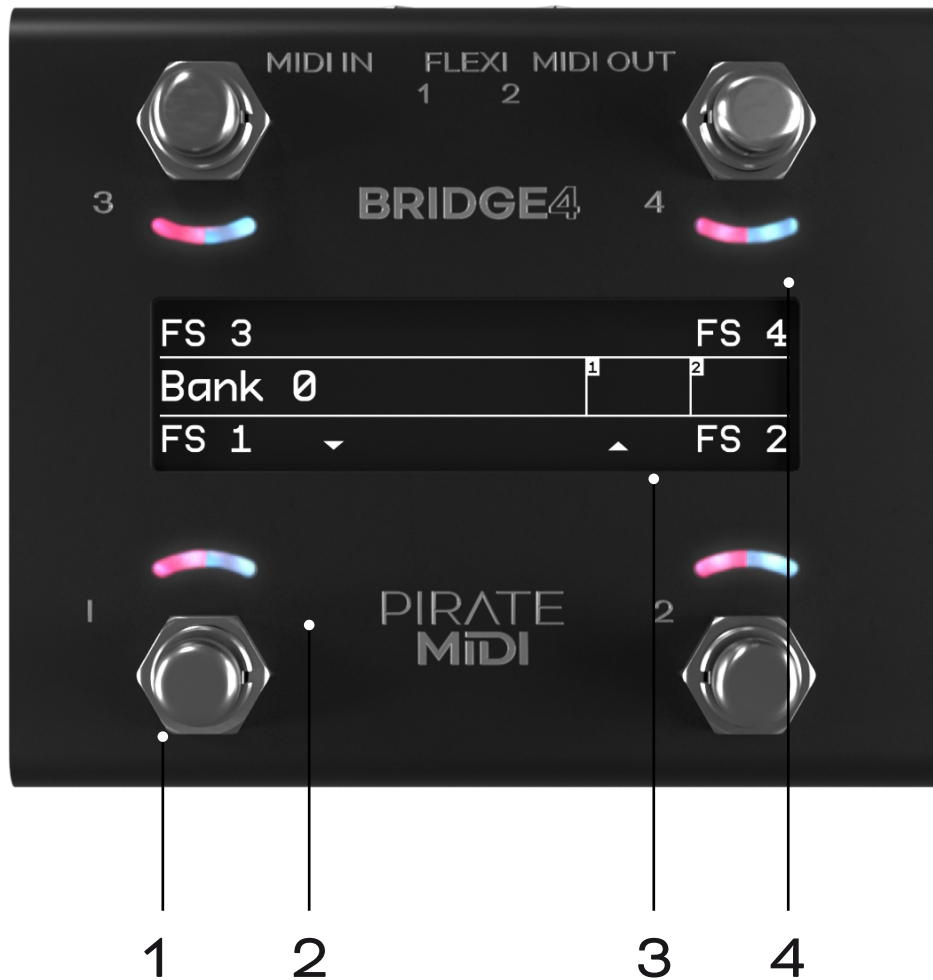 MIDI IN FLEXI MIDI OUT
1 2
3 BRIDGE4 4
FS 3 FS 4
1 2
Bank 0
FS 1 FS 2
1 PIRATE 2
MiDI
1 2 3 4